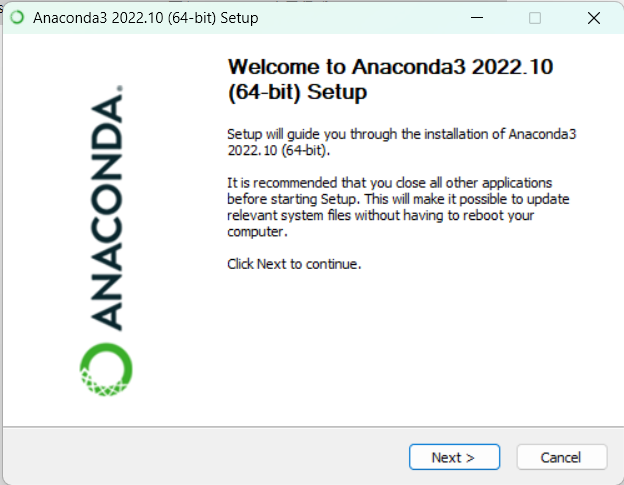 Anaconda3 2022.10 (64-bit) Setup
Welcome to Anaconda3 2022.10
(64-bit) Setup
Setup will guide you through the installation of Anaconda3
2022.10 (64-bit).
It is recommended that you close all other applications
before starting Setup. This will make it possible to update
relevant system files without having to reboot your
computer.
Click Next to continue.
ANACONDA.
Next >
Cancel